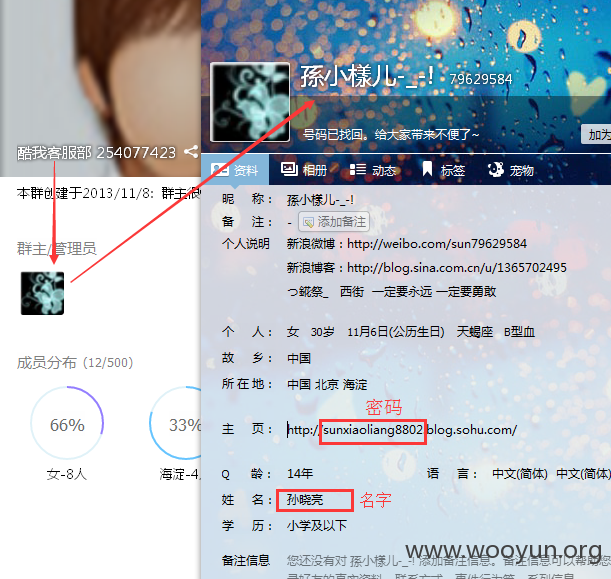 酷我客服部 254077423
本群创建于2013/11/8: 群主很
群主/管理员
成员分布 (12/500)
66%
33%
女-8人
海淀-4
孫小樣儿-_-! 79629584
号码已找回。给大家带来不便了~
加为
资料 相册 动态 标签 宠物
昵 称: 孫小樣儿-_-!
备 注: - 添加备注
个人说明 新浪微博:http://weibo.com/sun79629584
新浪博客:http://blog.sina.com.cn/u/1365702495
西街 一定要永远 一定要勇敢
个 人: 女 30岁 11月6日(公历生日) 天蝎座 B型血
故 乡: 中国
所在地: 中国 北京 海淀
密码
主 页: http://sunxiaoliang8802.blog.sohu.com/
Q 龄: 14年 语 言: 中文(简体) 中文(简体)
姓 名: 孙晓亮 名字
学 历: 小学及以下
www.wooyun.org
备注信息 您还没有对 孫小樣儿-_-! 添加备注信息。备注信息可以帮助您